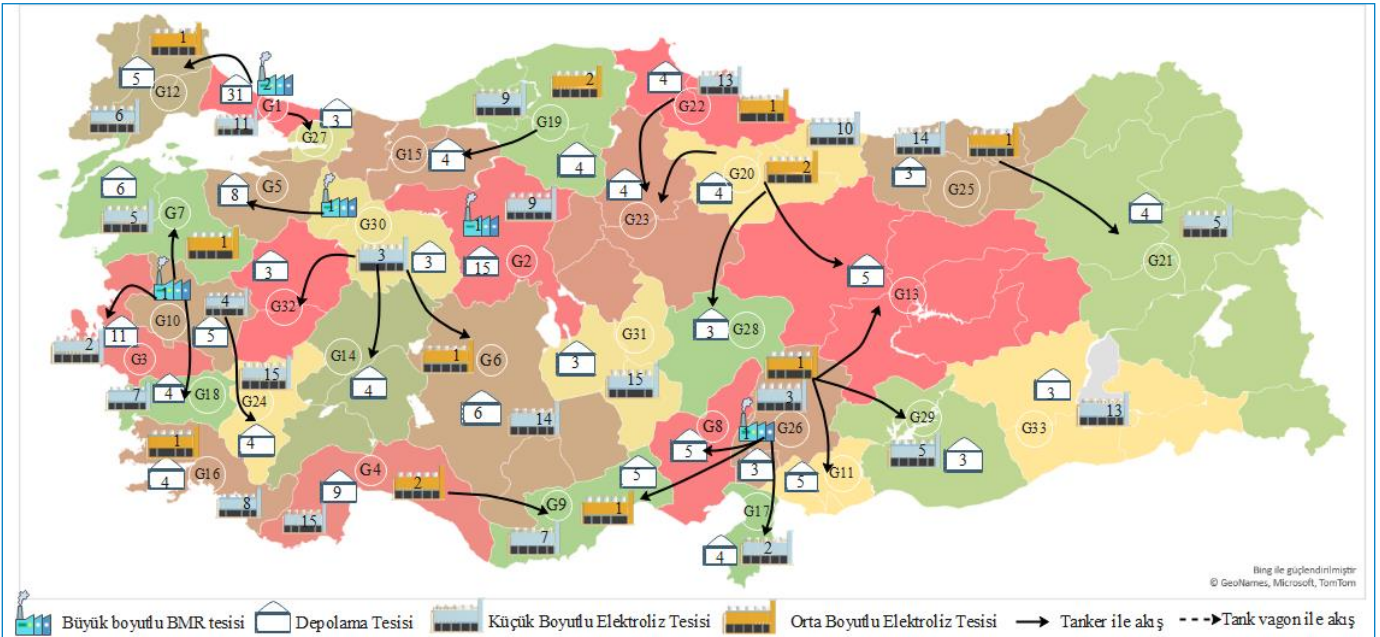 1
5
G12
6
2
31
G1
11
3
G27
9
2
G19
4
G15
4
4
13
G22
1
10
G20
2
4
4
G23
14
1
3
G25
4
5
G21
6
5
G7
8
G5
1
1
G30
3
3
1
9
15
G2
3
G32
1
G10
4
5
11
2
G3
7
4
G18
15
G24
4
G14
4
1
G6
6
14
G31
3
15
3
G28
5
G13
1
3
G26
3
G8
1
5
5
G11
G29
5
3
3
13
G33
1
4
G16
8
15
9
G4
2
G9
7
1
5
G17
4
2
Bing ile güçlendirilmiştir
© GeoNames, Microsoft, TomTom
Büyük boyutlu BMR tesisi Depolama Tesisi Küçük Boyutlu Elektroliz Tesisi Orta Boyutlu Elektroliz Tesisi Tanker ile akış Tank vagon ile akış